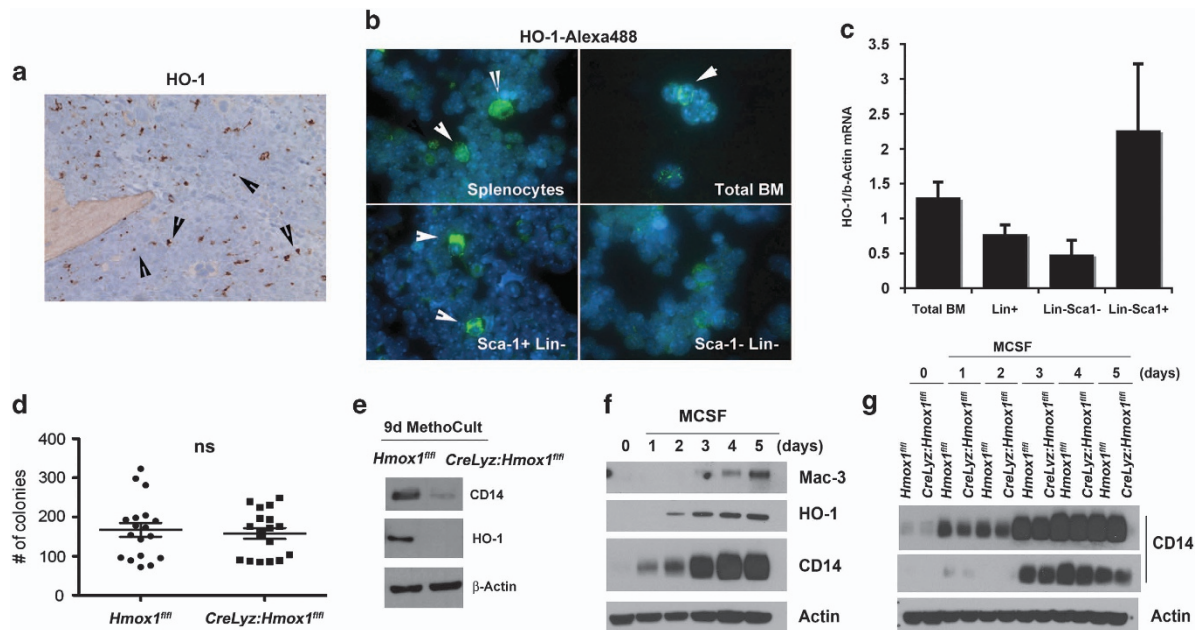 a
HO-1
b
HO-1-Alexa488
Splenocytes
Total BM
Sca-1+ Lin-
Sca-1- Lin-
c
HO-1/b-Actin mRNA
3.5
3
2.5
2
1.5
1
0.5
0
Total BM
Lin+
Lin-Sca1-
Lin-Sca1+
d
ns
# of colonies
400
300
200
100
0
Hmox1fl/fl
CreLyz:Hmox1fl/fl
e
9d MethoCult
Hmox1fl/fl
CreLyz:Hmox1fl/fl
CD14
HO-1
β-Actin
f
MCSF
0 1 2 3 4 5 (days)
Mac-3
HO-1
CD14
Actin
g
MCSF
0 1 2 3 4 5 (days)
Hmox1fl/fl
CreLyz:Hmox1fl/fl
Hmox1fl/fl
CreLyz:Hmox1fl/fl
Hmox1fl/fl
CreLyz:Hmox1fl/fl
Hmox1fl/fl
CreLyz:Hmox1fl/fl
Hmox1fl/fl
CreLyz:Hmox1fl/fl
Hmox1fl/fl
CreLyz:Hmox1fl/fl
CD14
Actin